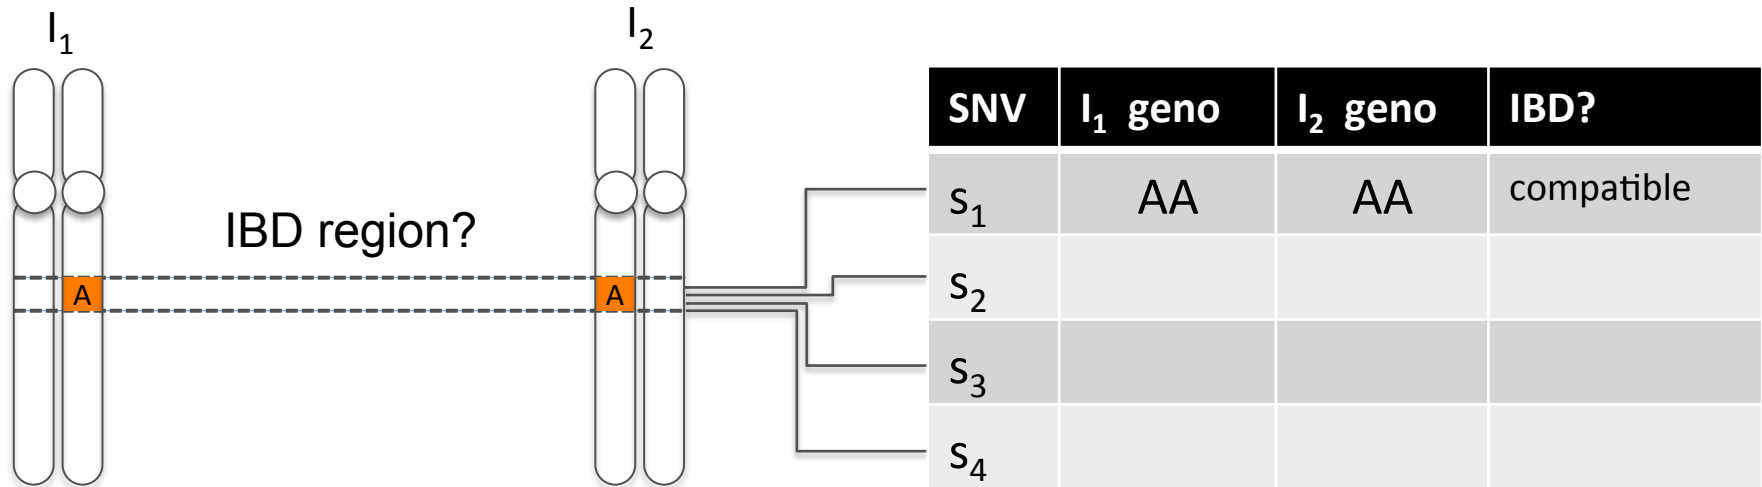 I₁
I₂
IBD region?
A
A
SNV I₁ geno I₂ geno IBD?
s₁ AA AA compatible
s₂
s₃
s₄